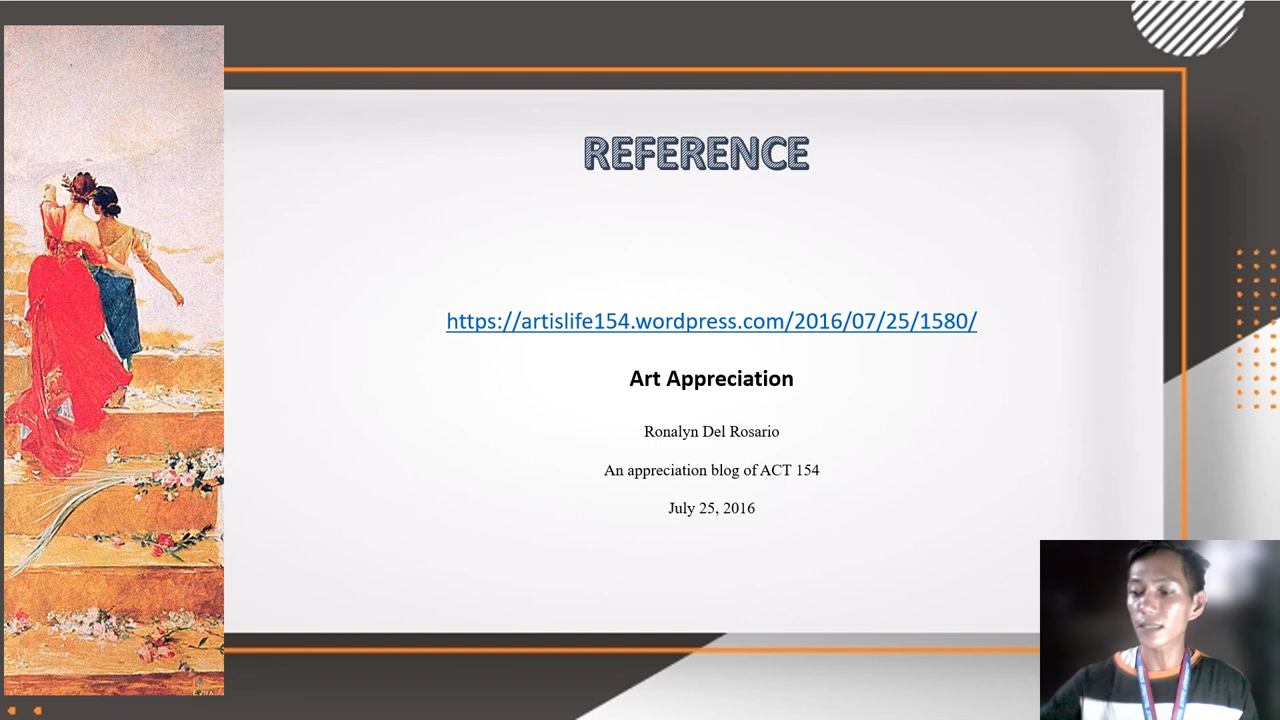 REFERENCE
https://artislife154.wordpress.com/2016/07/25/1580/
Art Appreciation
Ronalyn Del Rosario
An appreciation blog of ACT 154
July 25, 2016